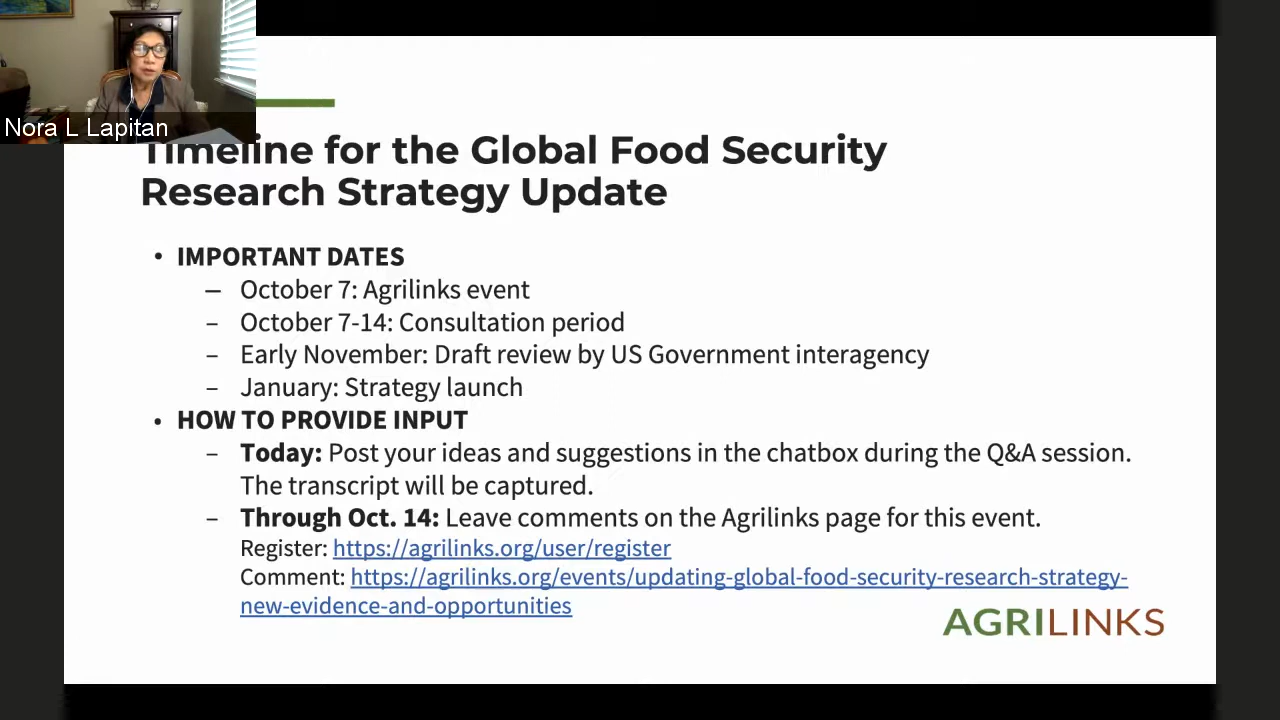 Nora L Lapitan
Timeline for the Global Food Security
Research Strategy Update
• IMPORTANT DATES
– October 7: Agrilinks event
– October 7-14: Consultation period
– Early November: Draft review by US Government interagency
– January: Strategy launch
• HOW TO PROVIDE INPUT
– Today: Post your ideas and suggestions in the chatbox during the Q&A session.
The transcript will be captured.
– Through Oct. 14: Leave comments on the Agrilinks page for this event.
Register: https://agrilinks.org/user/register
Comment: https://agrilinks.org/events/updating-global-food-security-research-strategy-
new-evidence-and-opportunities
AGRILINKS